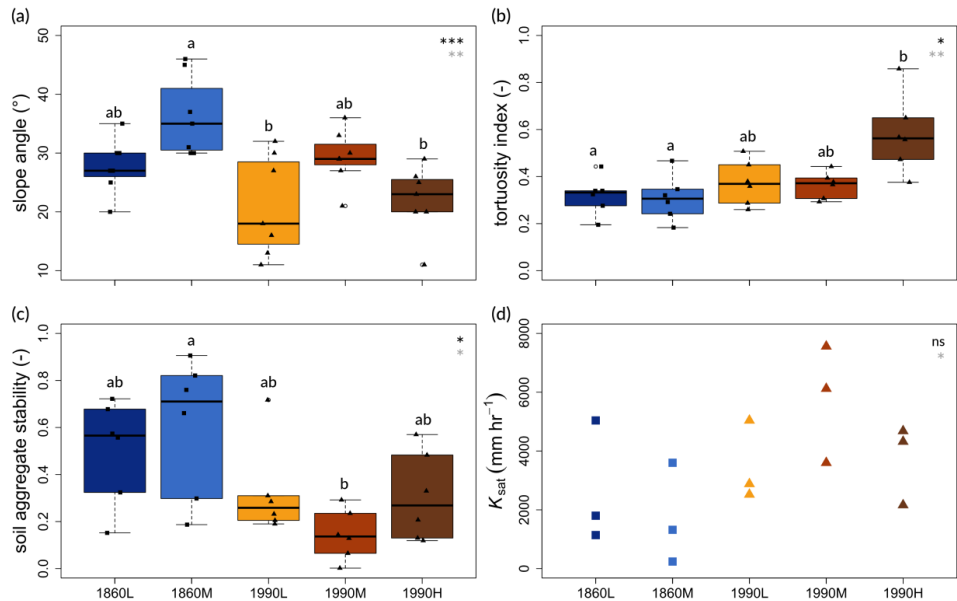 (a)
slope angle (°)
50
40
30
20
10
ab
a
b
ab
b
***
**
(b)
tortuosity index (-)
1.0
0.8
0.6
0.4
0.2
0.0
a
a
ab
ab
b
*
**
(c)
soil aggregate stability (-)
1.0
0.8
0.6
0.4
0.2
0.0
ab
a
ab
b
ab
*
*
1860L 1860M 1990L 1990M 1990H
(d)
Ksat (mm hr⁻¹)
8000
6000
4000
2000
0
ns
*
1860L 1860M 1990L 1990M 1990H